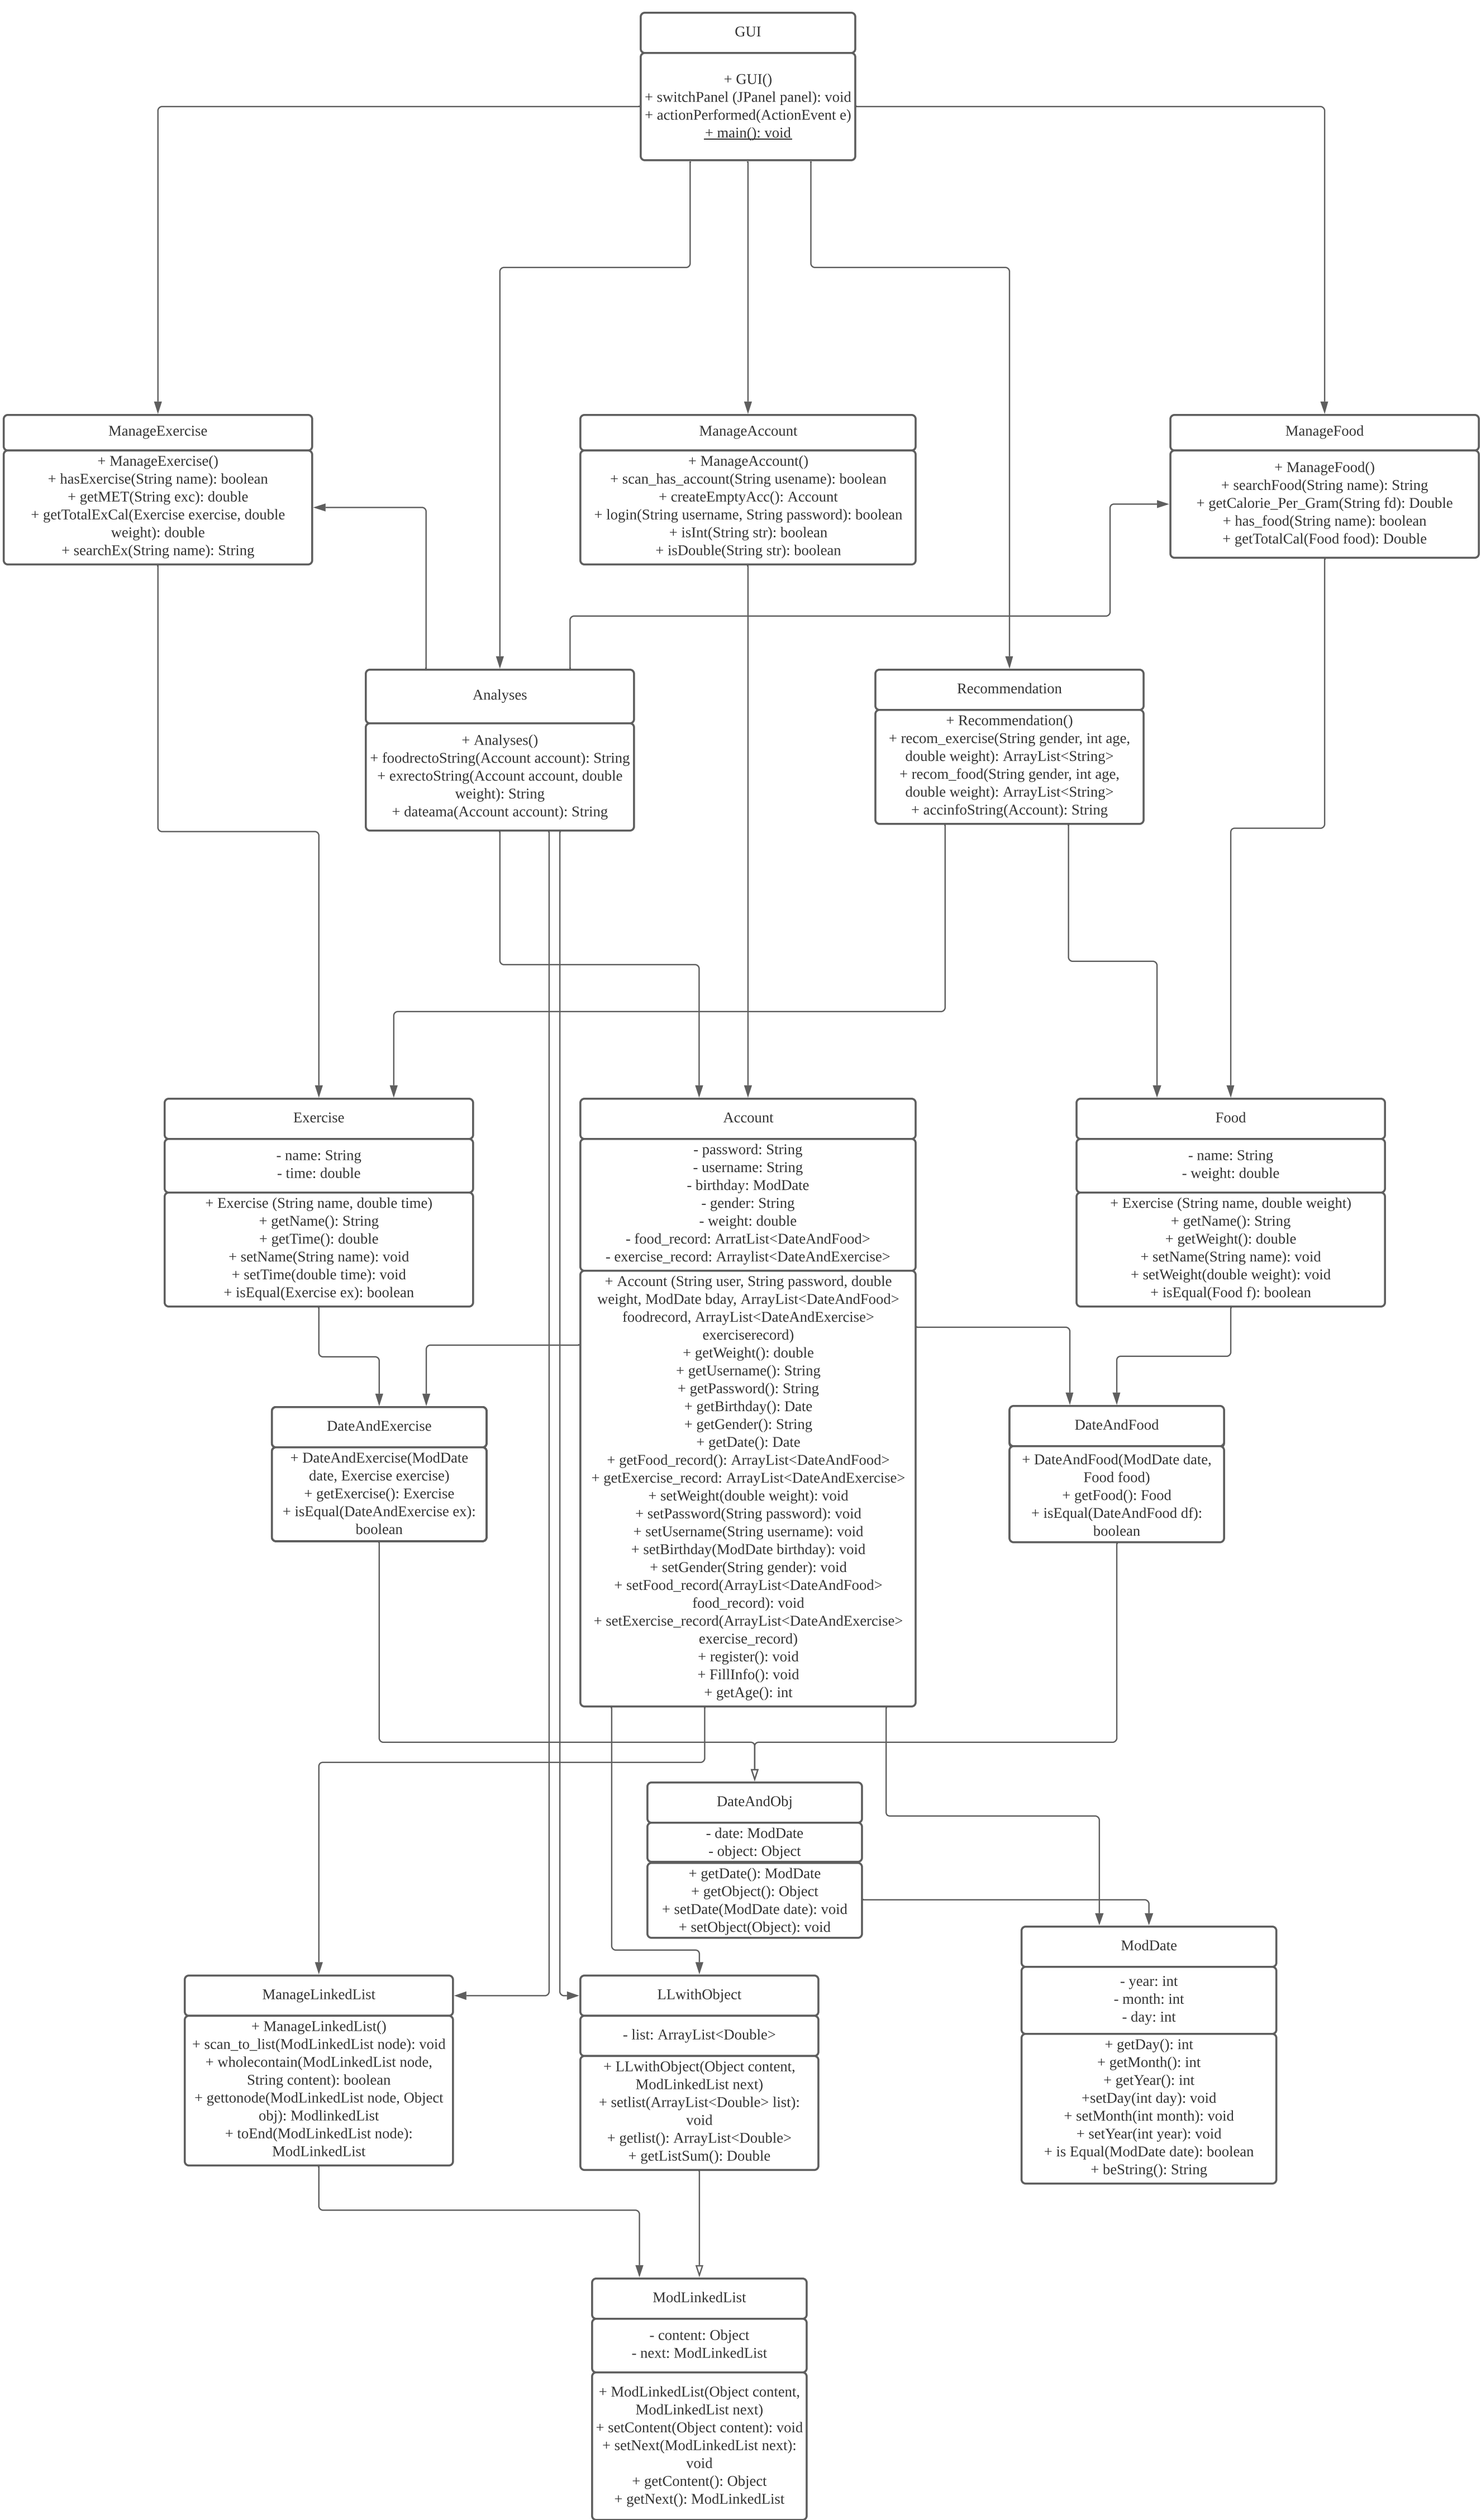 GUI
+ GUI()
+ switchPanel (JPanel panel): void
+ actionPerformed(ActionEvent e)
+ main(): void
ManageExercise
+ ManageExercise()
+ hasExercise(String name): boolean
+ getMET(String exc): double
+ getTotalExCal(Exercise exercise, double
weight): double
+ searchEx(String name): String
ManageAccount
+ ManageAccount()
+ scan_has_account(String usename): boolean
+ createEmptyAcc(): Account
+ login(String username, String password): boolean
+ isInt(String str): boolean
+ isDouble(String str): boolean
ManageFood
+ ManageFood()
+ searchFood(String name): String
+ getCalorie_Per_Gram(String fd): Double
+ has_food(String name): boolean
+ getTotalCal(Food food): Double
Analyses
+ Analyses()
+ foodrectoString(Account account): String
+ exrectoString(Account account, double
weight): String
+ dateama(Account account): String
Recommendation
+ Recommendation()
+ recom_exercise(String gender, int age,
double weight): ArrayList<String>
+ recom_food(String gender, int age,
double weight): ArrayList<String>
+ accinfoString(Account): String
Exercise
- name: String
- time: double
+ Exercise (String name, double time)
+ getName(): String
+ getTime(): double
+ setName(String name): void
+ setTime(double time): void
+ isEqual(Exercise ex): boolean
Account
- password: String
- username: String
- birthday: ModDate
- gender: String
- weight: double
- food_record: ArratList<DateAndFood>
- exercise_record: Arraylist<DateAndExercise>
+ Account (String user, String password, double
weight, ModDate bday, ArrayList<DateAndFood>
foodrecord, ArrayList<DateAndExercise>
exerciserecord)
+ getWeight(): double
+ getUsername(): String
+ getPassword(): String
+ getBirthday(): Date
+ getGender(): String
+ getDate(): Date
+ getFood_record(): ArrayList<DateAndFood>
+ getExercise_record: ArrayList<DateAndExercise>
+ setWeight(double weight): void
+ setPassword(String password): void
+ setUsername(String username): void
+ setBirthday(ModDate birthday): void
+ setGender(String gender): void
+ setFood_record(ArrayList<DateAndFood>
food_record): void
+ setExercise_record(ArrayList<DateAndExercise>
exercise_record)
+ register(): void
+ FillInfo(): void
+ getAge(): int
Food
- name: String
- weight: double
+ Exercise (String name, double weight)
+ getName(): String
+ getWeight(): double
+ setName(String name): void
+ setWeight(double weight): void
+ isEqual(Food f): boolean
DateAndExercise
+ DateAndExercise(ModDate
date, Exercise exercise)
+ getExercise(): Exercise
+ isEqual(DateAndExercise ex):
boolean
DateAndFood
+ DateAndFood(ModDate date,
Food food)
+ getFood(): Food
+ isEqual(DateAndFood df):
boolean
DateAndObj
- date: ModDate
- object: Object
+ getDate(): ModDate
+ getObject(): Object
+ setDate(ModDate date): void
+ setObject(Object): void
ModDate
- year: int
- month: int
- day: int
+ getDay(): int
+ getMonth(): int
+ getYear(): int
+setDay(int day): void
+ setMonth(int month): void
+ setYear(int year): void
+ is Equal(ModDate date): boolean
+ beString(): String
ManageLinkedList
+ ManageLinkedList()
+ scan_to_list(ModLinkedList node): void
+ wholecontain(ModLinkedList node,
String content): boolean
+ gettonode(ModLinkedList node, Object
obj): ModlinkedList
+ toEnd(ModLinkedList node):
ModLinkedList
LLwithObject
- list: ArrayList<Double>
+ LLwithObject(Object content,
ModLinkedList next)
+ setlist(ArrayList<Double> list):
void
+ getlist(): ArrayList<Double>
+ getListSum(): Double
ModLinkedList
- content: Object
- next: ModLinkedList
+ ModLinkedList(Object content,
ModLinkedList next)
+ setContent(Object content): void
+ setNext(ModLinkedList next):
void
+ getContent(): Object
+ getNext(): ModLinkedList